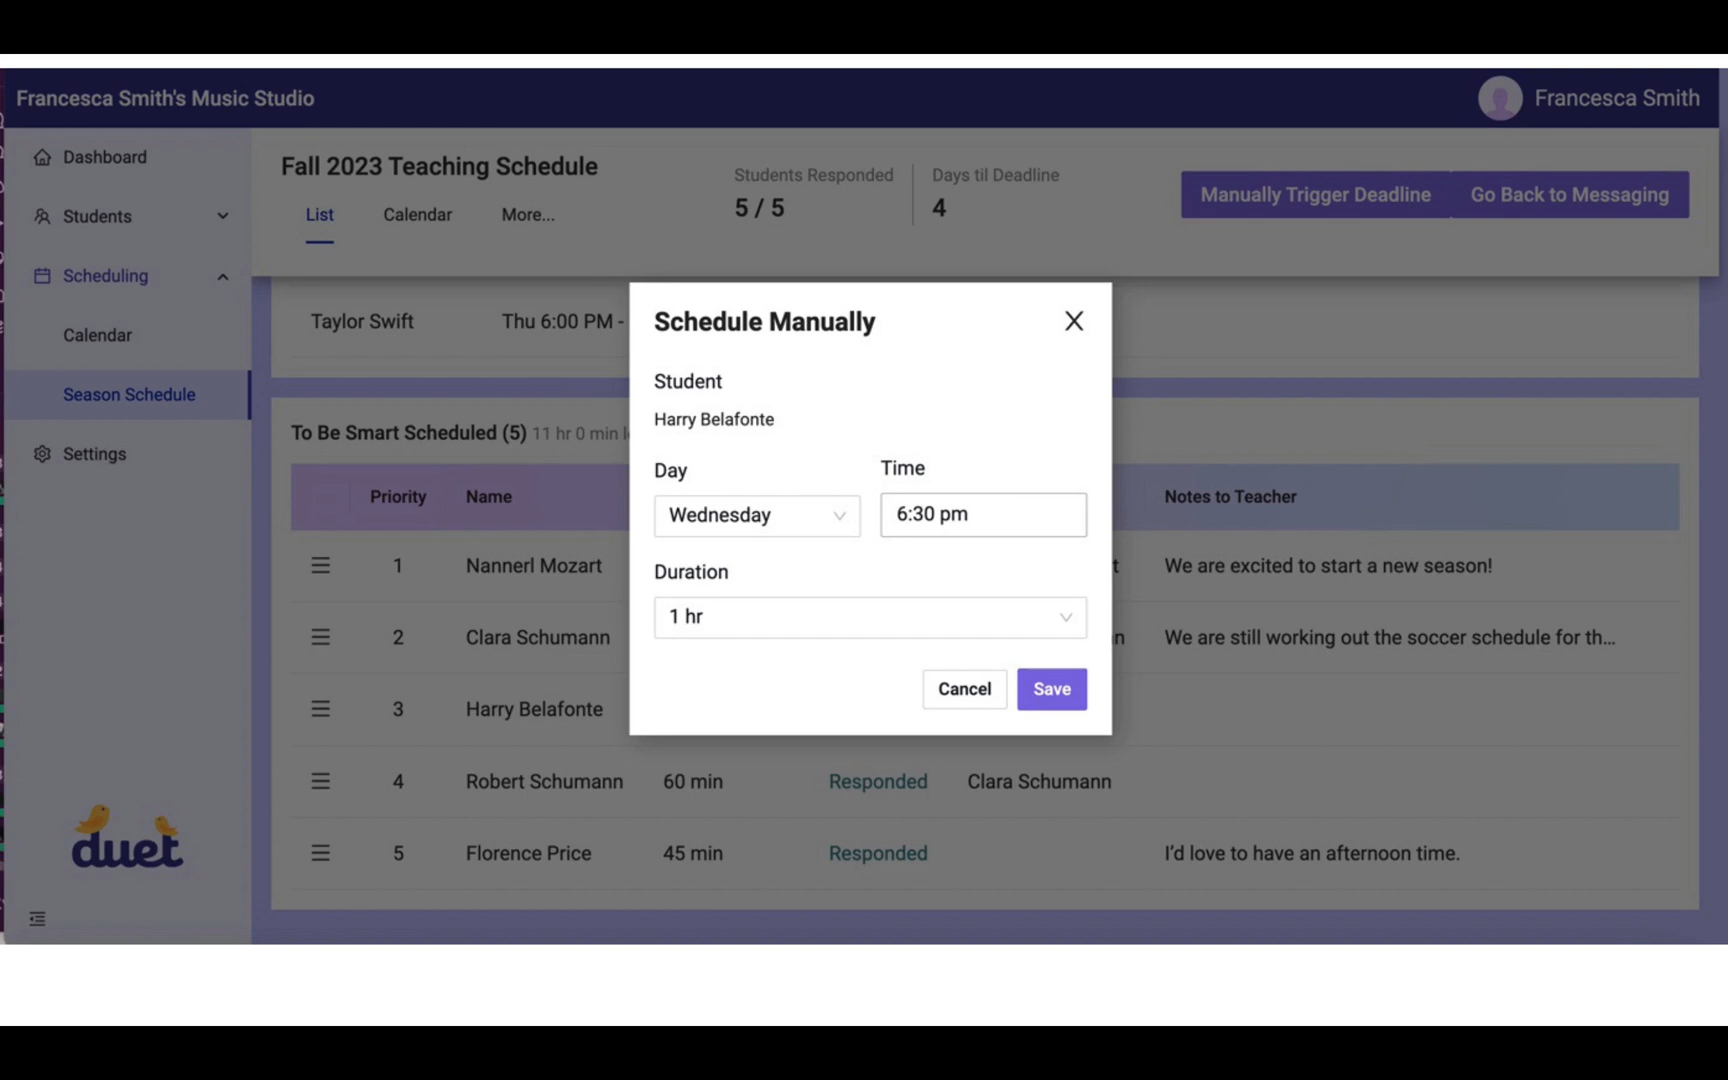 Francesca Smith's Music Studio
Francesca Smith
Dashboard
Students
Scheduling
Calendar
Season Schedule
Settings
duet
Fall 2023 Teaching Schedule
List Calendar More...
Students Responded
5 / 5
Days til Deadline
4
Manually Trigger Deadline
Go Back to Messaging
Taylor Swift Thu 6:00 PM -
To Be Smart Scheduled (5) 11 hr 0 min
Priority Name Notes to Teacher
1 Nannerl Mozart We are excited to start a new season!
2 Clara Schumann We are still working out the soccer schedule for th...
3 Harry Belafonte
4 Robert Schumann 60 min Responded Clara Schumann
5 Florence Price 45 min Responded I'd love to have an afternoon time.
Schedule Manually
Student
Harry Belafonte
Day Time
Wednesday 6:30 pm
Duration
1 hr
Cancel Save